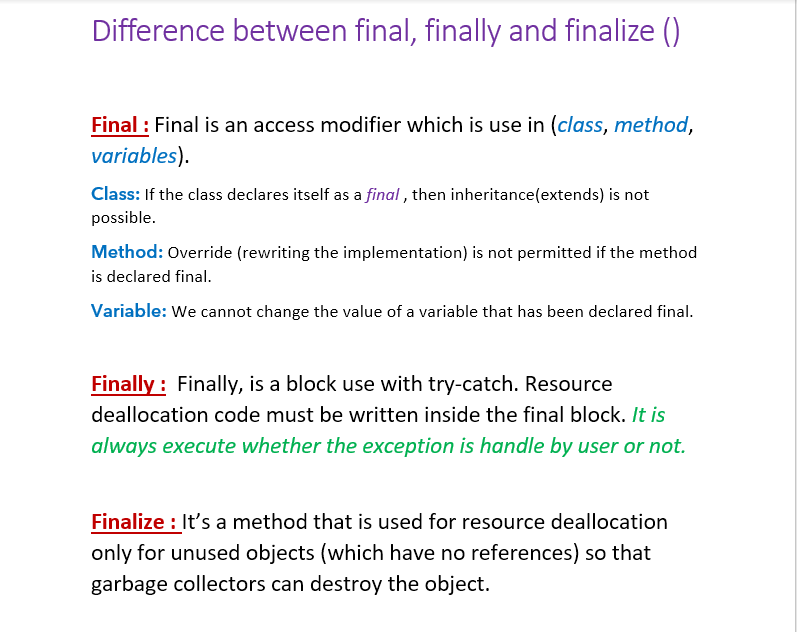 Difference between final, finally and finalize ()
Final : Final is an access modifier which is use in (class, method,
variables).
Class: If the class declares itself as a final , then inheritance(extends) is not
possible.
Method: Override (rewriting the implementation) is not permitted if the method
is declared final.
Variable: We cannot change the value of a variable that has been declared final.
Finally : Finally, is a block use with try-catch. Resource
deallocation code must be written inside the final block. It is
always execute whether the exception is handle by user or not.
Finalize : It’s a method that is used for resource deallocation
only for unused objects (which have no references) so that
garbage collectors can destroy the object.